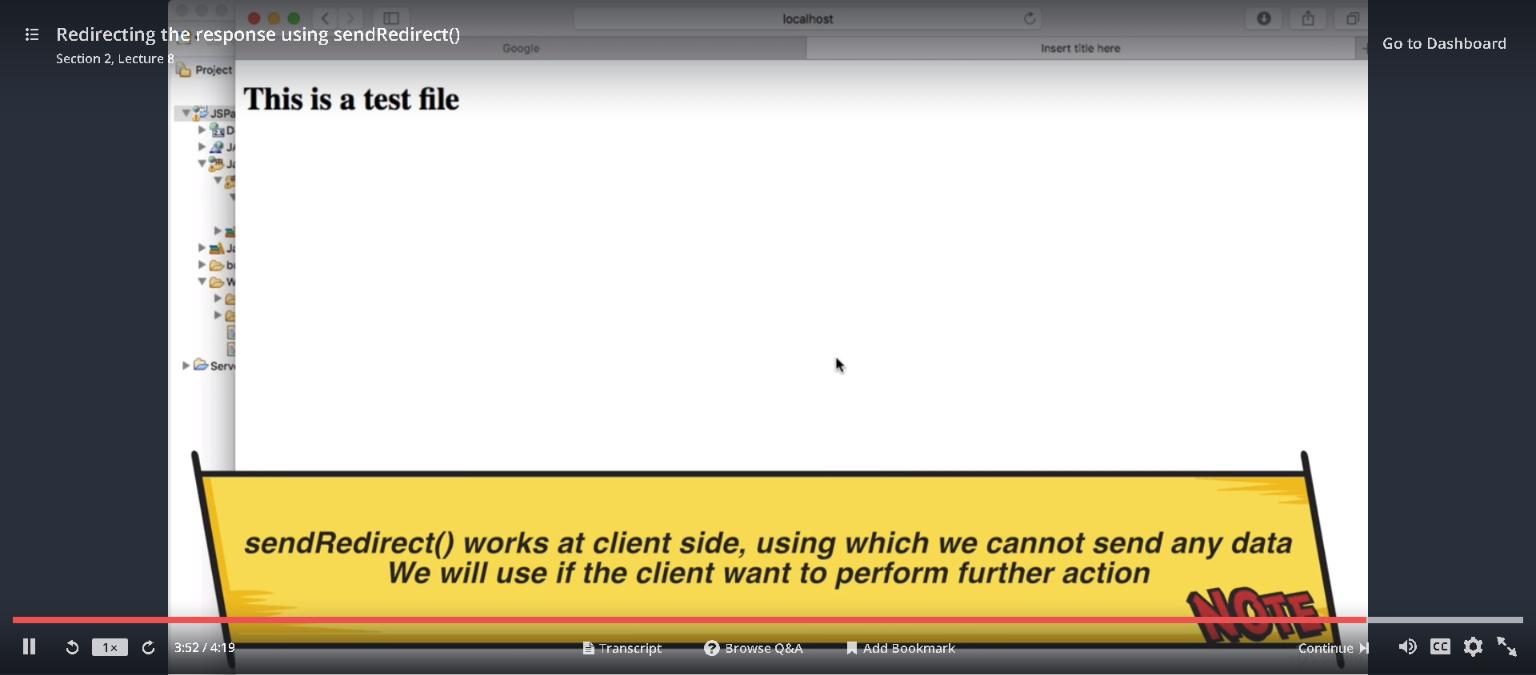 Redirecting the response using sendRedirect()
Section 2, Lecture 8
Go to Dashboard
localhost
Google
Insert title here
Project
This is a test file
JSPa
D
JA
Ja
Ja
W
Serve
sendRedirect() works at client side, using which we cannot send any data
We will use if the client want to perform further action
NOTE
1x
3:52 / 4:19
Transcript
Browse Q&A
Add Bookmark
Continue
CC